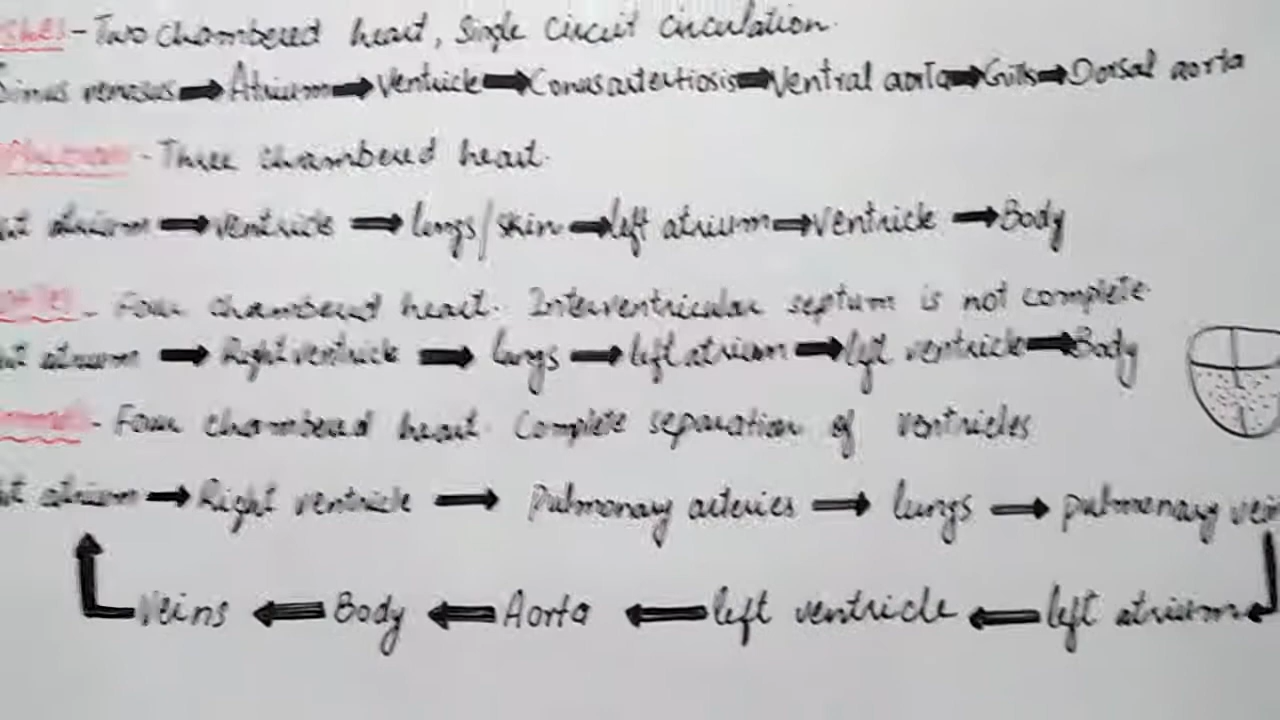 - Two chambered heart, Single circuit circulation.
Sinus venosus → Atrium → Ventricle → Conus arteriosis → Ventral aorta → Gills → Dorsal aorta
- Three chambered heart.
atrium → ventricle → lungs/skin → left atrium → ventricle → Body
- Four chambered heart. Interventricular septum is not complete.
atrium → Right ventricle → lungs → left atrium → left ventricle → Body
- Four chambered heart. Complete separation of ventricles
atrium → Right ventricle → Pulmonary arteries → lungs → pulmonary vein
veins ← Body ← Aorta ← left ventricle ← left atrium